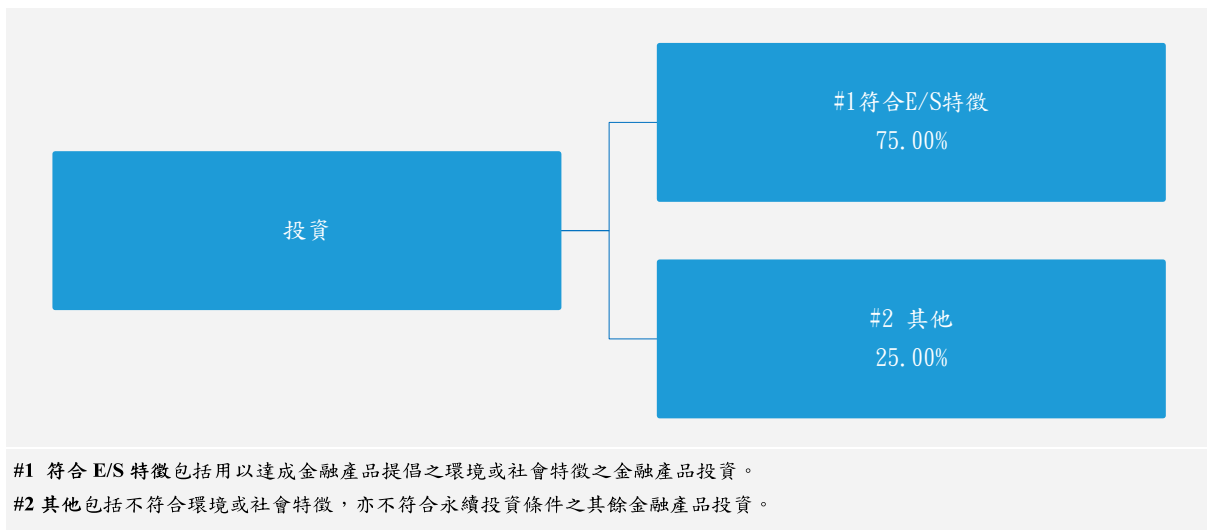 投資
#1符合E/S特徵
75.00%
#2 其他
25.00%
#1 符合 E/S 特徵包括用以達成金融產品提倡之環境或社會特徵之金融產品投資。
#2 其他包括不符合環境或社會特徵，亦不符合永續投資條件之其餘金融產品投資。